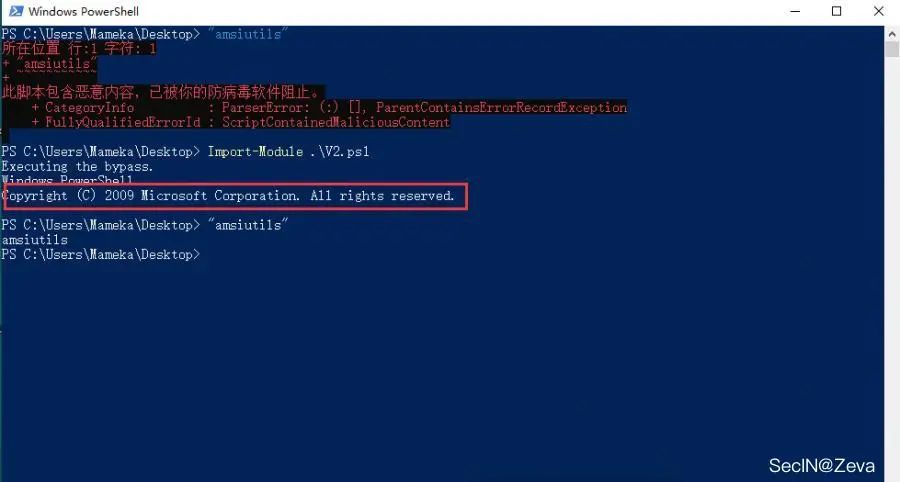 Windows PowerShell
PS C:\Users\Mameka\Desktop> "amsiutils"
所在位置 行:1 字符: 1
+ "amsiutils"
+ ~~~~~~~~~~~
此脚本包含恶意内容，已被你的防病毒软件阻止。
+ CategoryInfo : ParserError: (:) [], ParentContainsErrorRecordException
+ FullyQualifiedErrorId : ScriptContainedMaliciousContent
PS C:\Users\Mameka\Desktop> Import-Module .\V2.ps1
Executing the bypass.
Windows PowerShell
Copyright (C) 2009 Microsoft Corporation. All rights reserved.
PS C:\Users\Mameka\Desktop> "amsiutils"
amsiutils
PS C:\Users\Mameka\Desktop>
SecIN@Zeva